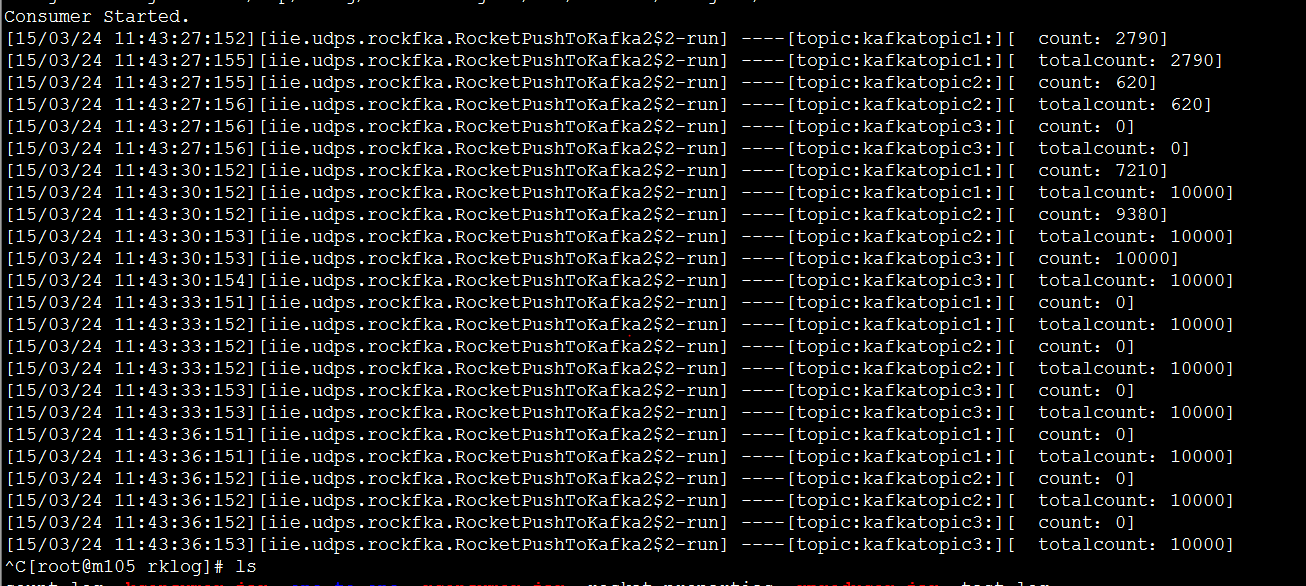 Consumer Started.
[15/03/24 11:43:27:152][iie.udps.rockfka.RocketPushToKafka2$2-run] ----[topic:kafkatopic1:][  count：2790]
[15/03/24 11:43:27:155][iie.udps.rockfka.RocketPushToKafka2$2-run] ----[topic:kafkatopic1:][  totalcount：2790]
[15/03/24 11:43:27:155][iie.udps.rockfka.RocketPushToKafka2$2-run] ----[topic:kafkatopic2:][  count：620]
[15/03/24 11:43:27:156][iie.udps.rockfka.RocketPushToKafka2$2-run] ----[topic:kafkatopic2:][  totalcount：620]
[15/03/24 11:43:27:156][iie.udps.rockfka.RocketPushToKafka2$2-run] ----[topic:kafkatopic3:][  count：0]
[15/03/24 11:43:27:156][iie.udps.rockfka.RocketPushToKafka2$2-run] ----[topic:kafkatopic3:][  totalcount：0]
[15/03/24 11:43:30:152][iie.udps.rockfka.RocketPushToKafka2$2-run] ----[topic:kafkatopic1:][  count：7210]
[15/03/24 11:43:30:152][iie.udps.rockfka.RocketPushToKafka2$2-run] ----[topic:kafkatopic1:][  totalcount：10000]
[15/03/24 11:43:30:152][iie.udps.rockfka.RocketPushToKafka2$2-run] ----[topic:kafkatopic2:][  count：9380]
[15/03/24 11:43:30:153][iie.udps.rockfka.RocketPushToKafka2$2-run] ----[topic:kafkatopic2:][  totalcount：10000]
[15/03/24 11:43:30:153][iie.udps.rockfka.RocketPushToKafka2$2-run] ----[topic:kafkatopic3:][  count：10000]
[15/03/24 11:43:30:154][iie.udps.rockfka.RocketPushToKafka2$2-run] ----[topic:kafkatopic3:][  totalcount：10000]
[15/03/24 11:43:33:151][iie.udps.rockfka.RocketPushToKafka2$2-run] ----[topic:kafkatopic1:][  count：0]
[15/03/24 11:43:33:152][iie.udps.rockfka.RocketPushToKafka2$2-run] ----[topic:kafkatopic1:][  totalcount：10000]
[15/03/24 11:43:33:152][iie.udps.rockfka.RocketPushToKafka2$2-run] ----[topic:kafkatopic2:][  count：0]
[15/03/24 11:43:33:152][iie.udps.rockfka.RocketPushToKafka2$2-run] ----[topic:kafkatopic2:][  totalcount：10000]
[15/03/24 11:43:33:153][iie.udps.rockfka.RocketPushToKafka2$2-run] ----[topic:kafkatopic3:][  count：0]
[15/03/24 11:43:33:153][iie.udps.rockfka.RocketPushToKafka2$2-run] ----[topic:kafkatopic3:][  totalcount：10000]
[15/03/24 11:43:36:151][iie.udps.rockfka.RocketPushToKafka2$2-run] ----[topic:kafkatopic1:][  count：0]
[15/03/24 11:43:36:151][iie.udps.rockfka.RocketPushToKafka2$2-run] ----[topic:kafkatopic1:][  totalcount：10000]
[15/03/24 11:43:36:152][iie.udps.rockfka.RocketPushToKafka2$2-run] ----[topic:kafkatopic2:][  count：0]
[15/03/24 11:43:36:152][iie.udps.rockfka.RocketPushToKafka2$2-run] ----[topic:kafkatopic2:][  totalcount：10000]
[15/03/24 11:43:36:152][iie.udps.rockfka.RocketPushToKafka2$2-run] ----[topic:kafkatopic3:][  count：0]
[15/03/24 11:43:36:153][iie.udps.rockfka.RocketPushToKafka2$2-run] ----[topic:kafkatopic3:][  totalcount：10000]
^C[root@m105 rklog]# ls